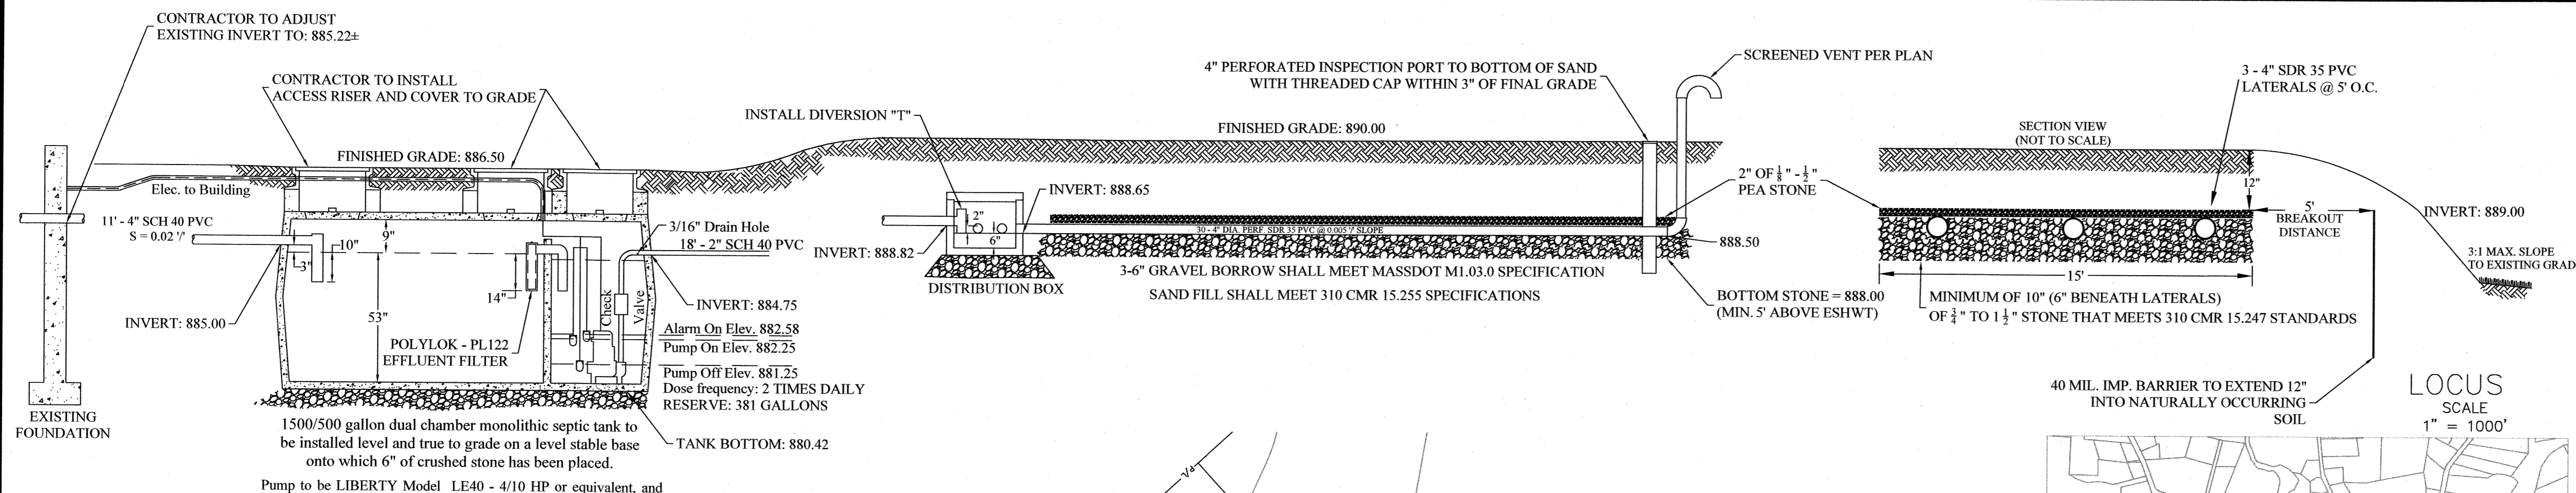 CONTRACTOR TO ADJUST
EXISTING INVERT TO: 885.22±
CONTRACTOR TO INSTALL
ACCESS RISER AND COVER TO GRADE
FINISHED GRADE: 886.50
Elec. to Building
11' - 4" SCH 40 PVC
S = 0.02 '/'
9"
10"
3"
14"
53"
INVERT: 885.00
POLYLOK - PL122
EFFLUENT FILTER
Check
Valve
3/16" Drain Hole
18' - 2" SCH 40 PVC
INVERT: 884.75
Alarm On Elev. 882.58
Pump On Elev. 882.25
Pump Off Elev. 881.25
Dose frequency: 2 TIMES DAILY
RESERVE: 381 GALLONS
TANK BOTTOM: 880.42
EXISTING
FOUNDATION
1500/500 gallon dual chamber monolithic septic tank to
be installed level and true to grade on a level stable base
onto which 6" of crushed stone has been placed.
Pump to be LIBERTY Model LE40 - 4/10 HP or equivalent, and
INSTALL DIVERSION "T"
2"
6"
INVERT: 888.65
INVERT: 888.82
DISTRIBUTION BOX
4" PERFORATED INSPECTION PORT TO BOTTOM OF SAND
WITH THREADED CAP WITHIN 3" OF FINAL GRADE
FINISHED GRADE: 890.00
SCREENED VENT PER PLAN
2" OF 1/8" - 1/2"
PEA STONE
30 - 4" DIA. PERF. SDR 35 PVC @ 0.005 '/' SLOPE
888.50
3-6" GRAVEL BORROW SHALL MEET MASSDOT M1.03.0 SPECIFICATION
SAND FILL SHALL MEET 310 CMR 15.255 SPECIFICATIONS
BOTTOM STONE = 888.00
(MIN. 5' ABOVE ESHWT)
SECTION VIEW
(NOT TO SCALE)
3 - 4" SDR 35 PVC
LATERALS @ 5' O.C.
12"
5'
BREAKOUT
DISTANCE
INVERT: 889.00
3:1 MAX. SLOPE
TO EXISTING GRAD
15'
MINIMUM OF 10" (6" BENEATH LATERALS)
OF 3/4" TO 1 1/2" STONE THAT MEETS 310 CMR 15.247 STANDARDS
40 MIL. IMP. BARRIER TO EXTEND 12"
INTO NATURALLY OCCURRING
SOIL
LOCUS
SCALE
1" = 1000'
P/L